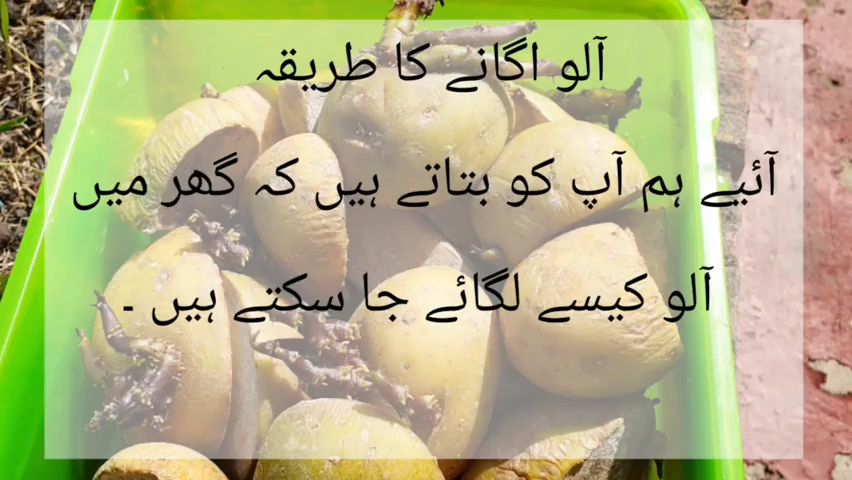 آلو اگانے کا طریقہ
آئیے ہم آپ کو بتاتے ہیں کہ گھر میں
آلو کیسے لگائے جا سکتے ہیں ۔